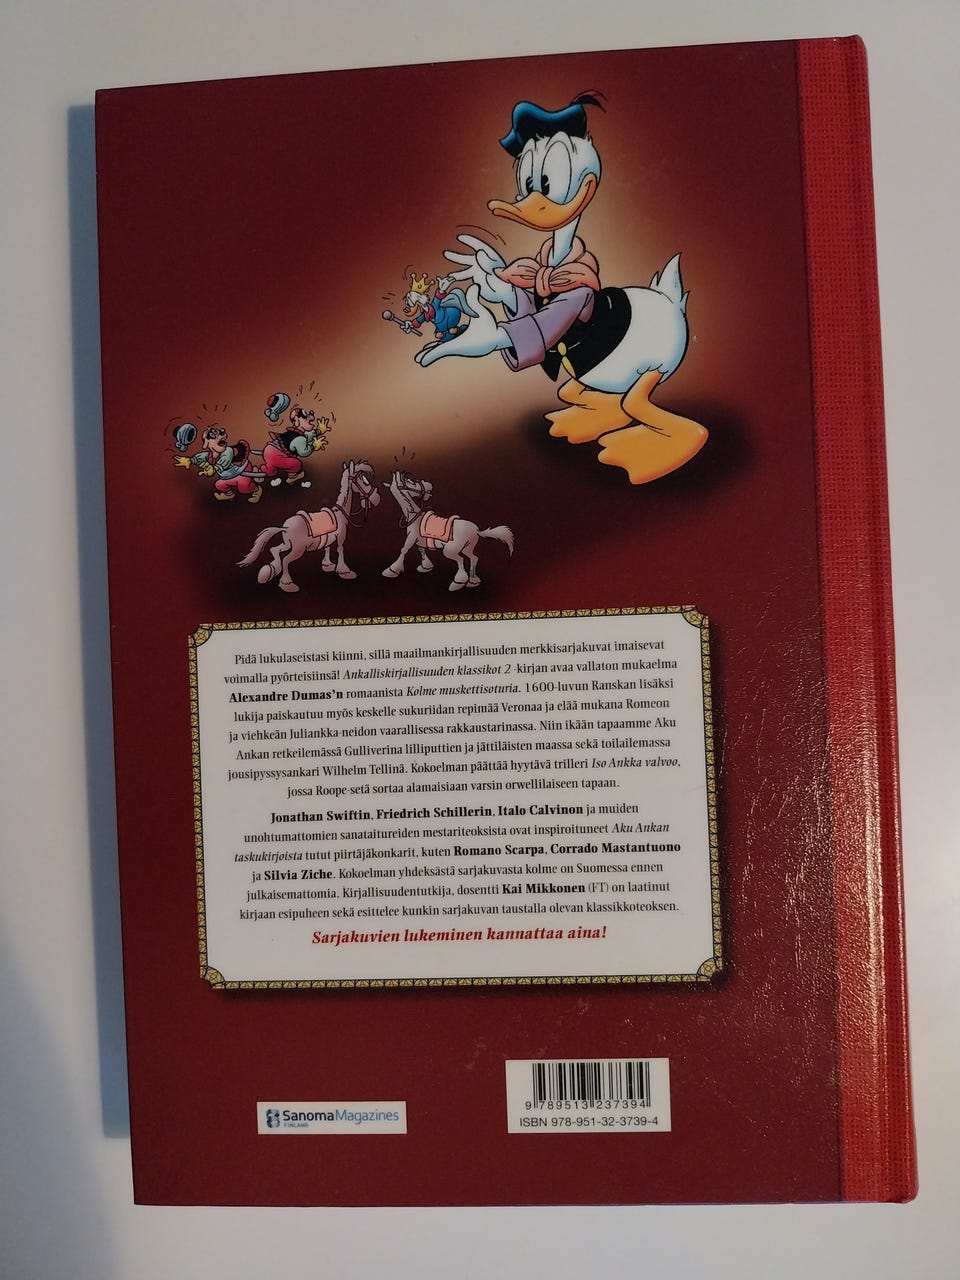 Pidä lukulaseistasi kiinni, sillä maailmankirjallisuuden merkkisarjakuvat imaisevat
voimalla pyörteisiinsä! Ankalliskirjallisuuden klassikot 2 -kirjan avaa vallaton mukaelma
Alexandre Dumas'n romaanista Kolme muskettisoturia. 1600-luvun Ranskan lisäksi
lukija paiskautuu myös keskelle sukuriidan repimää Veronaa ja elää mukana Romeon
ja viehkeän Juliankka-neidon vaarallisessa rakkaustarinassa. Niin ikään tapaamme Aku
Ankan retkeilemässä Gulliverina lilliputtien ja jättiläisten maassa sekä toilailemassa
jousipyssysankari Wilhelm Tellinä. Kokoelman päättää hyytävä trilleri Iso Ankka valvoo,
jossa Roope-setä sortaa alamaisiaan varsin orwellilaiseen tapaan.
Jonathan Swiftin, Friedrich Schillerin, Italo Calvinon ja muiden
unohtumattomien sanataitureiden mestariteoksista ovat inspiroituneet Aku Ankan
taskukirjoista tutut piirtäjäkonkarit, kuten Romano Scarpa, Corrado Mastantuono
ja Silvia Ziche. Kokoelman yhdeksästä sarjakuvasta kolme on Suomessa ennen
julkaisemattomia. Kirjallisuudentutkija, dosentti Kai Mikkonen (FT) on laatinut
kirjaan esipuheen sekä esittelee kunkin sarjakuvan taustalla olevan klassikkoteoksen.
Sarjakuvien lukeminen kannattaa aina!
SanomaMagazines
FINLAND
9 789513 237394
ISBN 978-951-32-3739-4